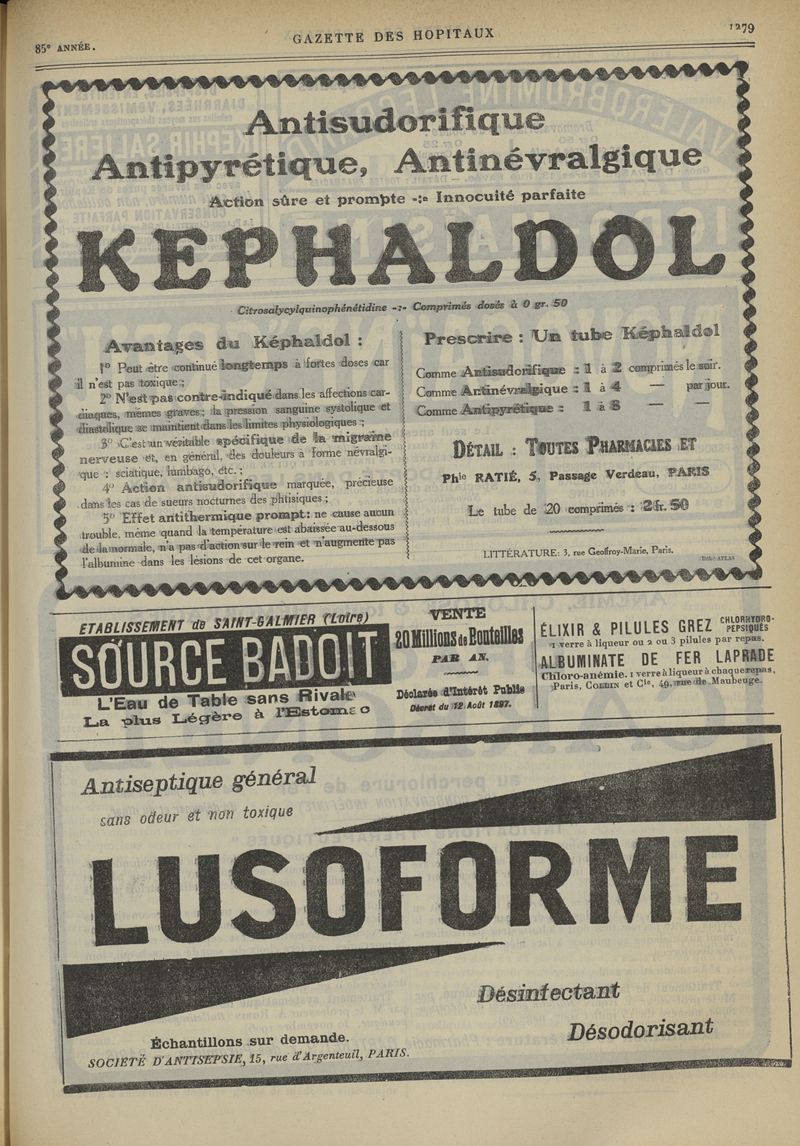 85e ANNÉE.
GAZETTE DES HOPITAUX
1279
Antisudorifique
Antipyrétique, Antinévralgique
Action sûre et prompte -:- Innocuité parfaite
KEPHALDOL
Citrosalycylquinophénétidine -:- Comprimés dosés à 0 gr. 50
Avantages du Képhaldol :
1o Peut être continué longtemps à fortes doses car
il n'est pas toxique ;
2o N'est pas contre-indiqué dans les affections car-
diaques, mêmes graves ; la pression sanguine systolique et
diastolique se maintient dans les limites physiologiques ;
3o C'est un véritable spécifique de la migraine
nerveuse et, en général, des douleurs à forme névralgi-
que : sciatique, lumbago, etc. ;
4o Action antisudorifique marquée, précieuse
dans les cas de sueurs nocturnes des phtisiques ;
5o Effet antithermique prompt : ne cause aucun
trouble, même quand la température est abaissée au-dessous
de la normale, n'a pas d'action sur le rein et n'augmente pas
l'albumine dans les lésions de cet organe.
Prescrire : Un tube Képhaldol
Comme Antisudorifique : 1 à 2 comprimés le soir.
Comme Antinévralgique : 1 à 4 — par jour.
Comme Antipyrétique : 1 à 8 — —
DÉTAIL : TOUTES PHARMACIES ET
Phie RATIÉ, 5, Passage Verdeau, PARIS
Le tube de 20 comprimés : 2 fr. 50
LITTÉRATURE : 3, rue Geoffroy-Marie, Paris.
ETABLISSEMENT de SAINT-GALMIER (Loire)
SOURCE BADOIT
L'Eau de Table sans Rivale
La plus Légère à l'Estomac
VENTE
20 Millions de Bouteilles
PAR AN.
Déclarée d'Intérêt Public
Décret du 12 Août 1897.
ÉLIXIR & PILULES GREZ CHLORHYDRO-PEPSIQUES
1 verre à liqueur ou 2 ou 3 pilules par repas.
ALBUMINATE DE FER LAPRADE
Chloro-anémie. 1 verre à liqueur à chaque repas,
Paris, COLLIN et Cie, 49, rue de Maubeuge.
Antiseptique général
sans odeur et non toxique
LUSOFORME
Désinfectant
Désodorisant
Échantillons sur demande.
SOCIÉTÉ D'ANTISEPSIE, 15, rue d'Argenteuil, PARIS.